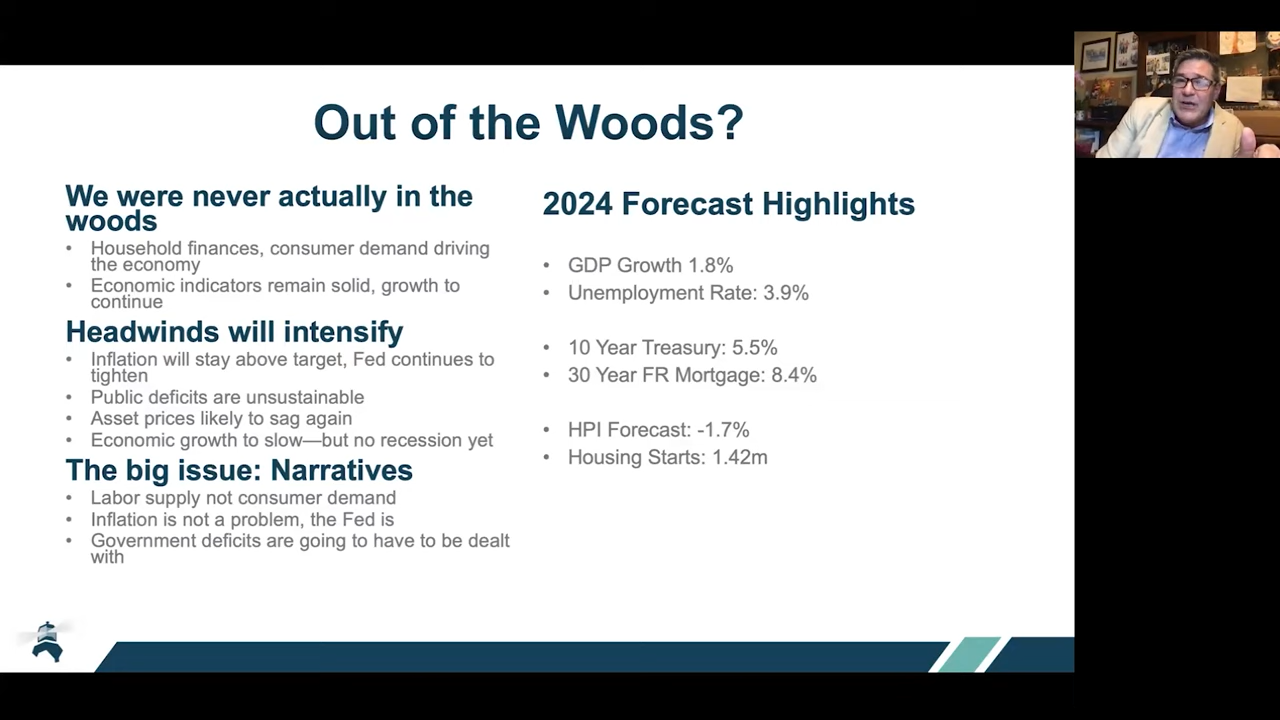 Out of the Woods?
We were never actually in the
woods
• Household finances, consumer demand driving
the economy
• Economic indicators remain solid, growth to
continue
Headwinds will intensify
• Inflation will stay above target, Fed continues to
tighten
• Public deficits are unsustainable
• Asset prices likely to sag again
• Economic growth to slow—but no recession yet
The big issue: Narratives
• Labor supply not consumer demand
• Inflation is not a problem, the Fed is
• Government deficits are going to have to be dealt
with
2024 Forecast Highlights
• GDP Growth 1.8%
• Unemployment Rate: 3.9%
• 10 Year Treasury: 5.5%
• 30 Year FR Mortgage: 8.4%
• HPI Forecast: -1.7%
• Housing Starts: 1.42m